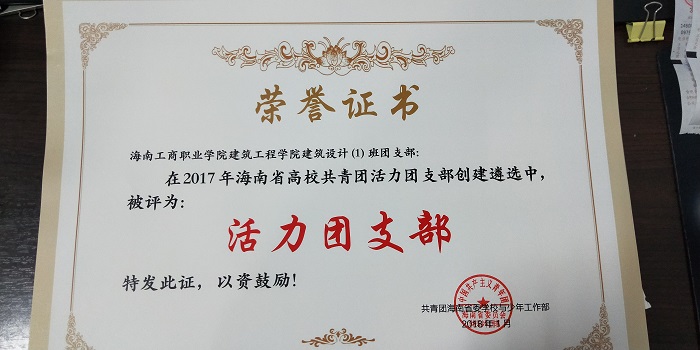 荣誉证书
海南工商职业学院建筑工程学院建筑设计(1)班团支部:
在2017年海南省高校共青团活力团支部创建遴选中,
被评为:
活力团支部
特发此证,以资鼓励!
共青团海南省委学校与少年工作部
2018年1月